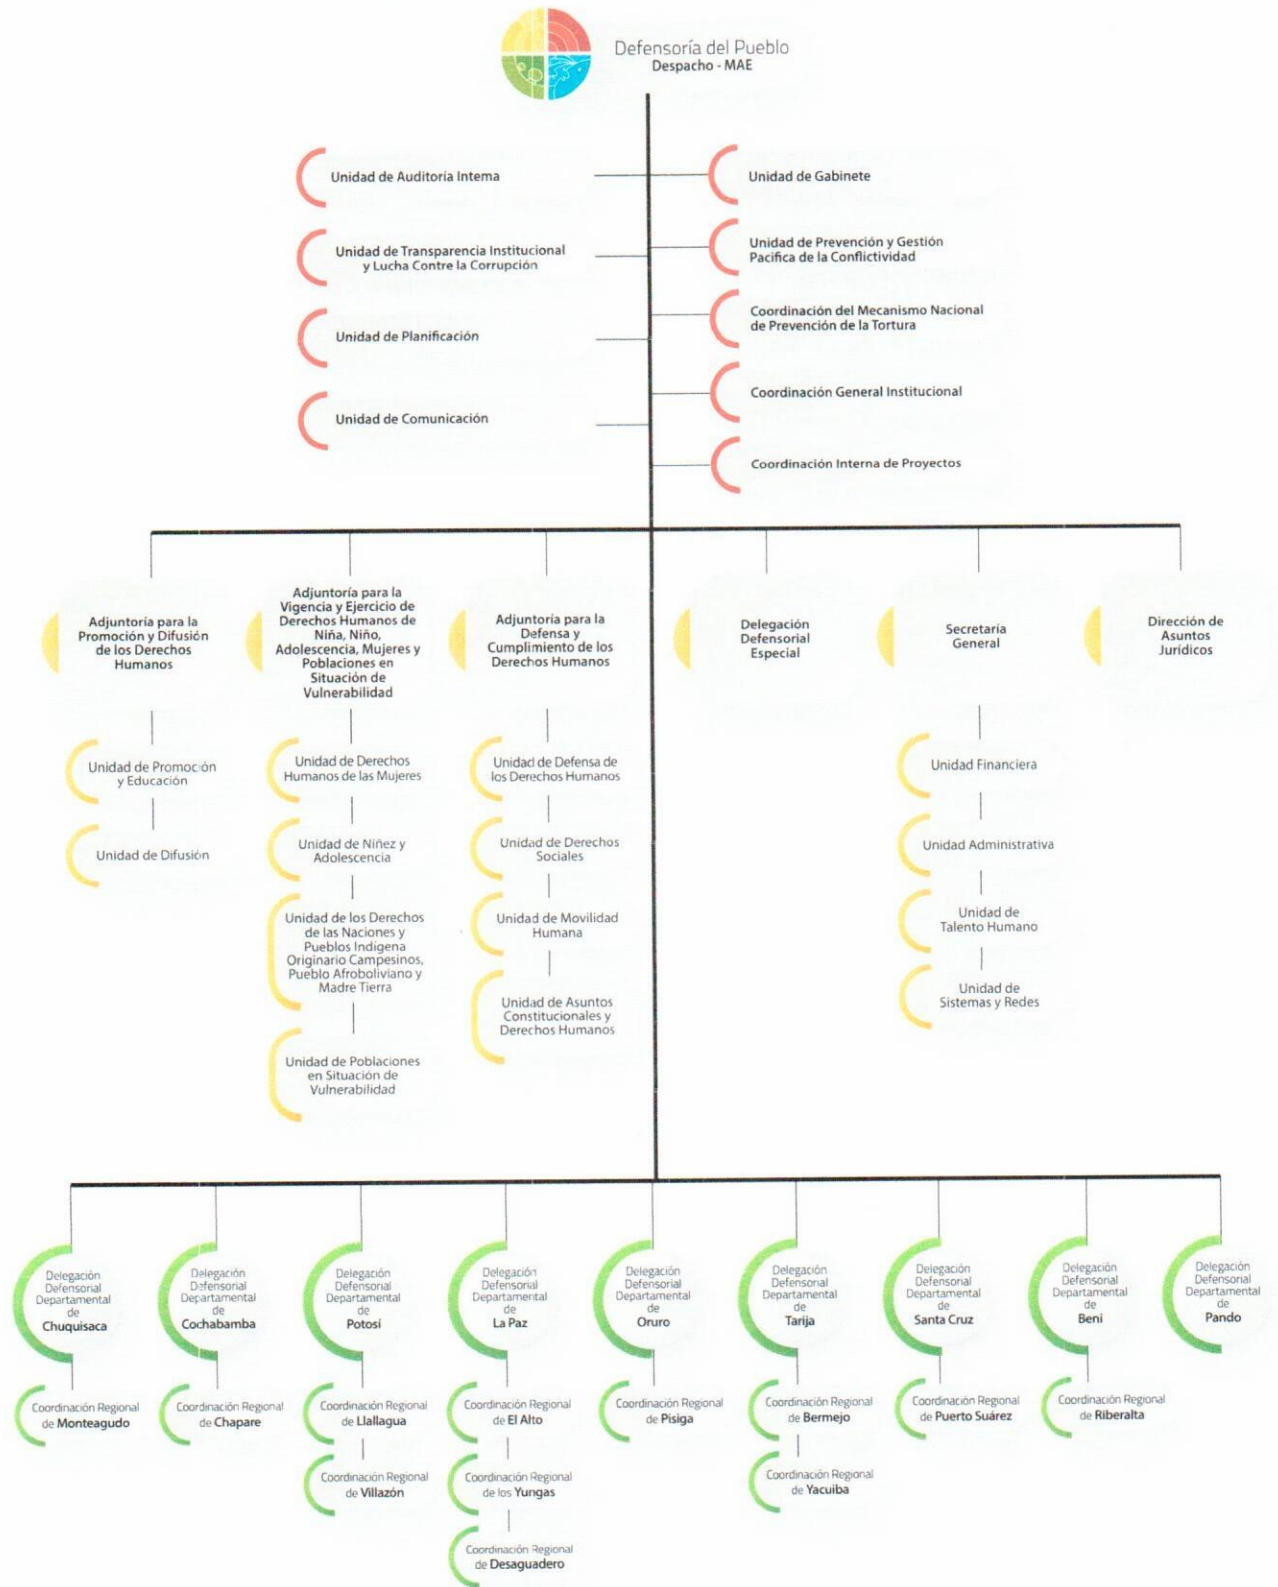 Defensoría del Pueblo
Despacho - MAE
Unidad de Auditoría Interna
Unidad de Gabinete
Unidad de Transparencia Institucional
y Lucha Contra la Corrupción
Unidad de Prevención y Gestión
Pacifica de la Conflictividad
Unidad de Planificación
Coordinación del Mecanismo Nacional
de Prevención de la Tortura
Unidad de Comunicación
Coordinación General Institucional
Coordinación Interna de Proyectos
Adjuntoría para la
Promoción y Difusión
de los Derechos
Humanos
Adjuntoría para la
Vigencia y Ejercicio de
Derechos Humanos de
Niña, Niño,
Adolescencia, Mujeres y
Poblaciones en
Situación de
Vulnerabilidad
Adjuntoría para la
Defensa y
Cumplimiento de los
Derechos Humanos
Delegación
Defensorial
Especial
Secretaría
General
Dirección de
Asuntos
Jurídicos
Unidad de Promoción
y Educación
Unidad de Difusión
Unidad de Derechos
Humanos de las Mujeres
Unidad de Niñez y
Adolescencia
Unidad de los Derechos
de las Naciones y
Pueblos Indígena
Originario Campesinos,
Pueblo Afroboliviano y
Madre Tierra
Unidad de Poblaciones
en Situación de
Vulnerabilidad
Unidad de Defensa de
los Derechos Humanos
Unidad de Derechos
Sociales
Unidad de Movilidad
Humana
Unidad de Asuntos
Constitucionales y
Derechos Humanos
Unidad Financiera
Unidad Administrativa
Unidad de
Talento Humano
Unidad de
Sistemas y Redes
Delegación
Defensorial
Departamental
de
Chuquisaca
Coordinación Regional
de Monteagudo
Delegación
Defensorial
Departamental
de
Cochabamba
Coordinación Regional
de Chapare
Delegación
Defensorial
Departamental
de
Potosí
Coordinación Regional
de Llallagua
Coordinación Regional
de Villazón
Delegación
Defensorial
Departamental
de
La Paz
Coordinación Regional
de El Alto
Coordinación Regional
de los Yungas
Coordinación Regional
de Desaguadero
Delegación
Defensorial
Departamental
de
Oruro
Coordinación Regional
de Pisiga
Delegación
Defensorial
Departamental
de
Tarija
Coordinación Regional
de Bermejo
Coordinación Regional
de Yacuiba
Delegación
Defensorial
Departamental
de
Santa Cruz
Coordinación Regional
de Puerto Suárez
Delegación
Defensorial
Departamental
de
Beni
Coordinación Regional
de Riberalta
Delegación
Defensorial
Departamental
de
Pando